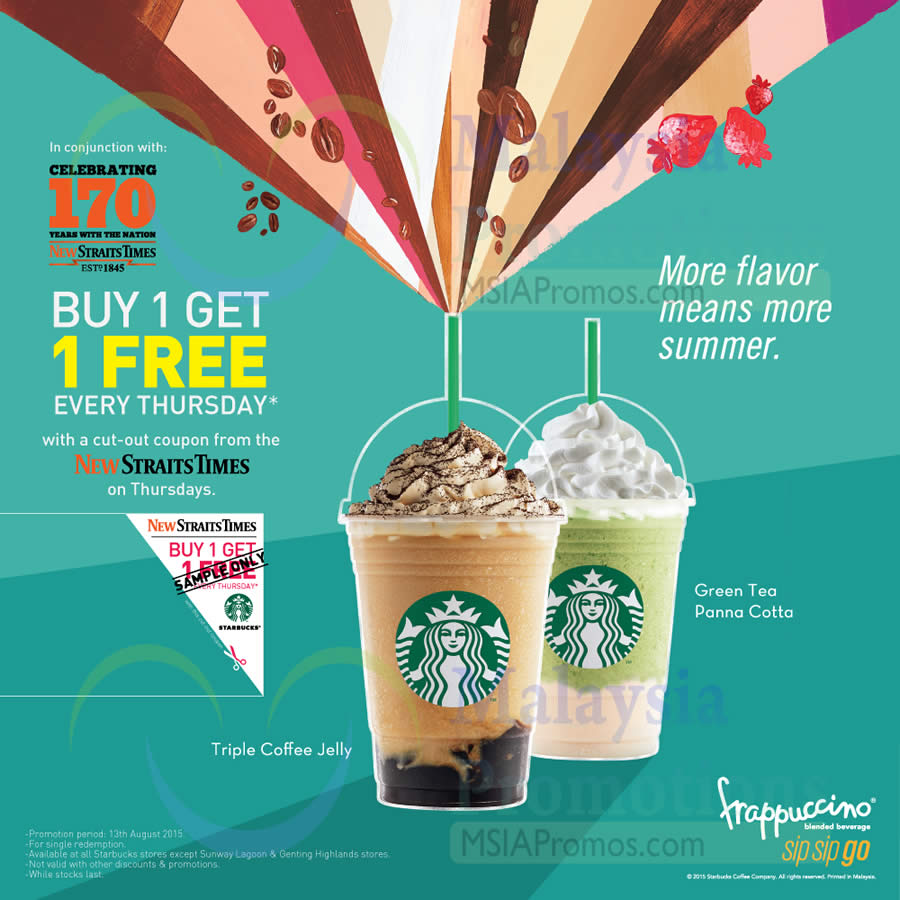 In conjunction with:
CELEBRATING
170
YEARS WITH THE NATION
NEW STRAITS TIMES
ESTD 1845
BUY 1 GET
1 FREE
EVERY THURSDAY*
with a cut-out coupon from the
NEW STRAITS TIMES
on Thursdays.
NEW STRAITS TIMES
BUY 1 GET
1 FREE
SAMPLE ONLY
EVERY THURSDAY*
STARBUCKS
More flavor
means more
summer.
Malaysia
MSIAPromos.com
Green Tea
Panna Cotta
Triple Coffee Jelly
Malaysia
Promotions
MSIAPromos.com
frappuccino®
blended beverage
sip sip go
-Promotion period: 13th August 2015
-For single redemption.
-Available at all Starbucks stores except Sunway Lagoon & Genting Highlands stores.
-Not valid with other discounts & promotions.
-While stocks last.
© 2015 Starbucks Coffee Company. All rights reserved. Printed in Malaysia.